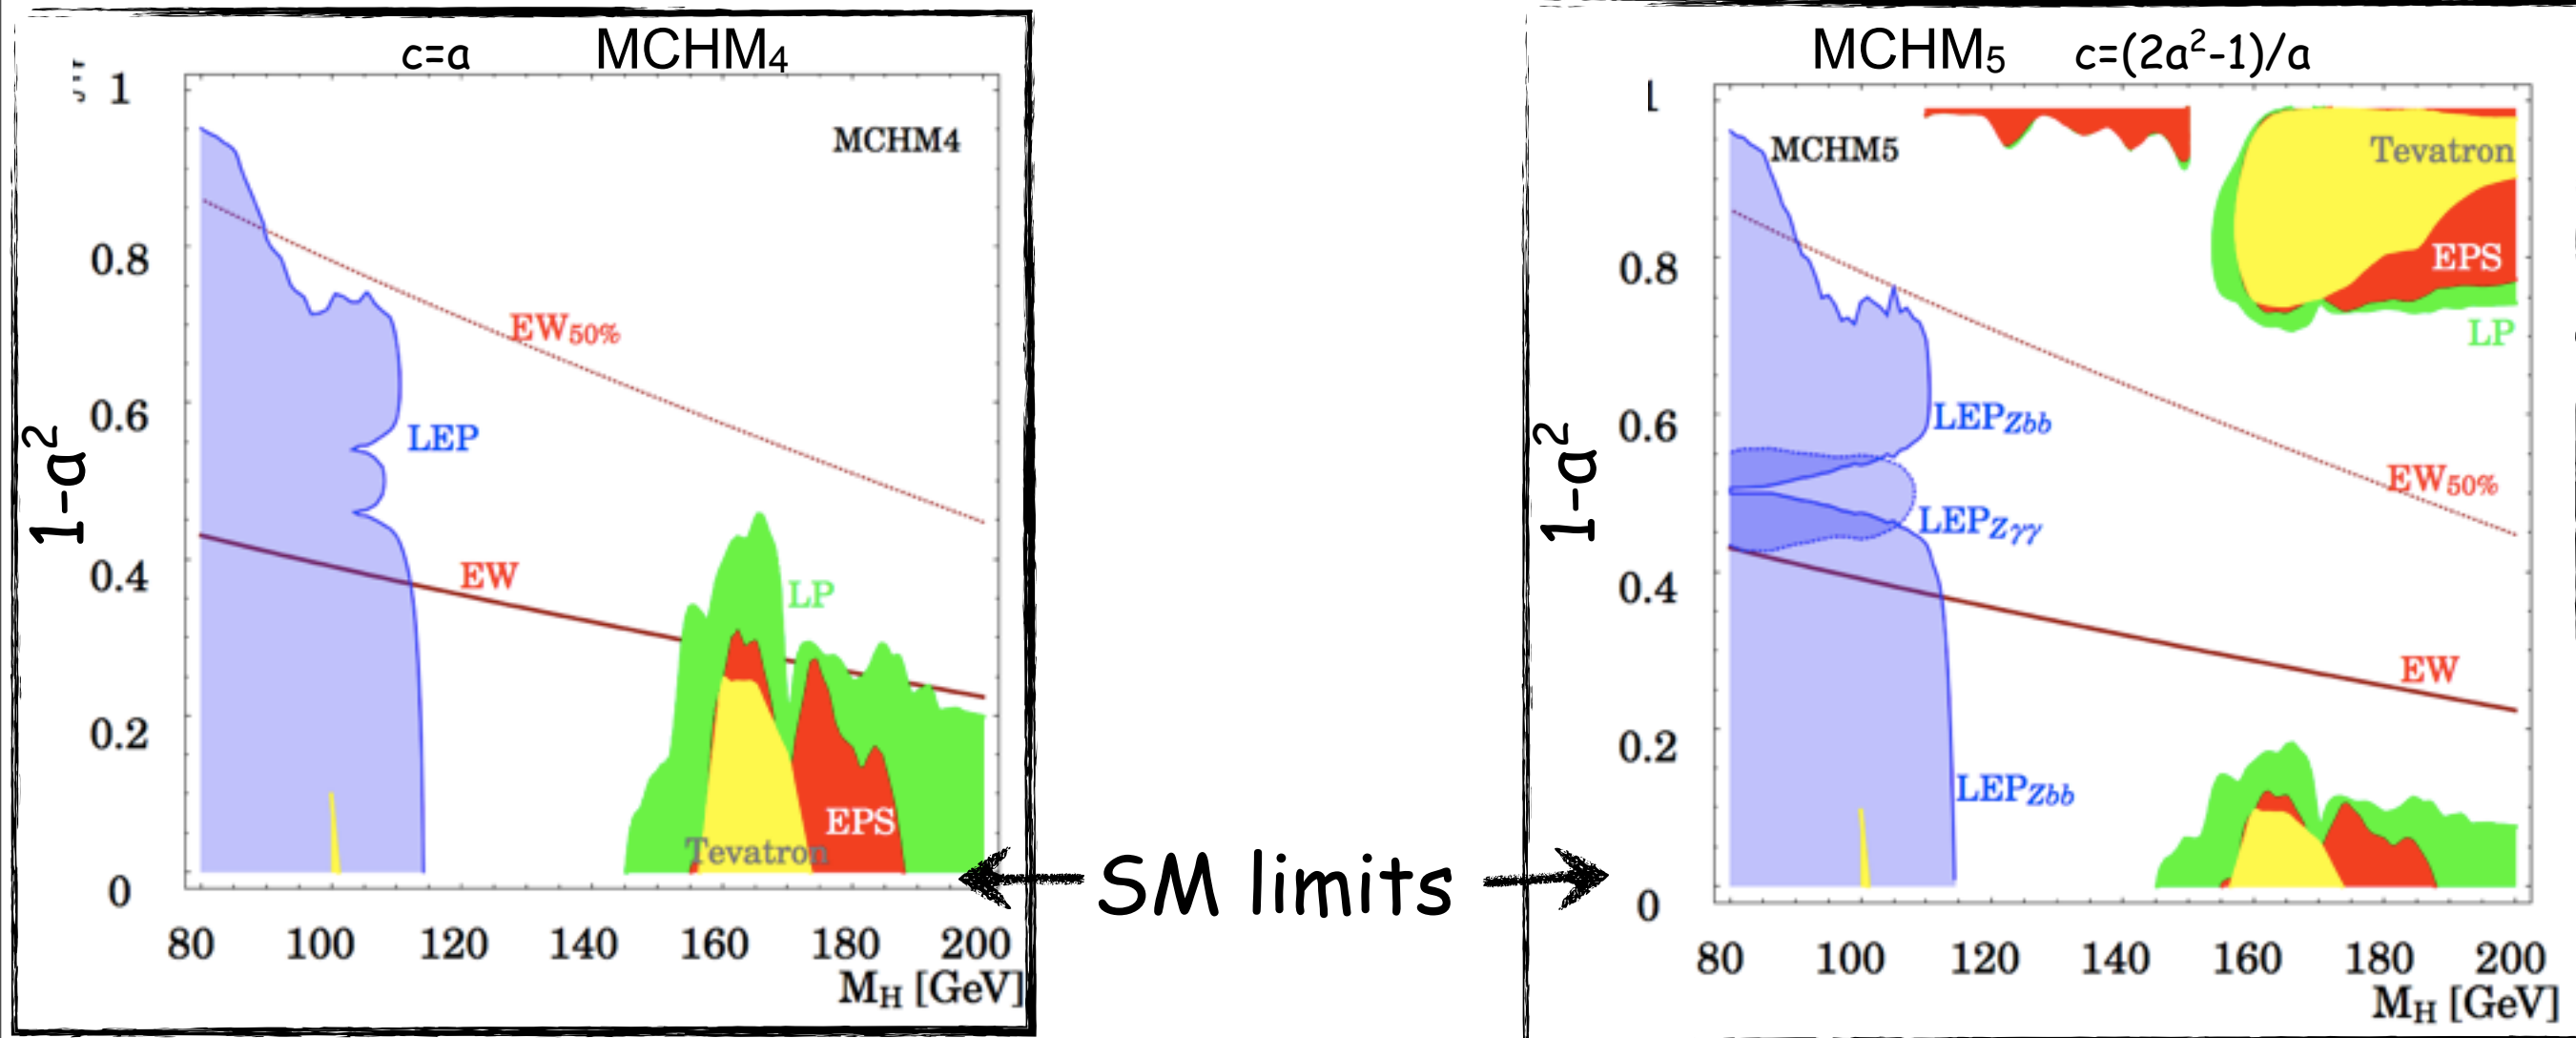 c=a MCHM4
1
MCHM4
0.8
EW50%
0.6
LEP
1-a²
0.4
EW
LP
0.2
EPS
Tevatron
0
80 100 120 140 160 180 200
MH [GeV]
SM limits
MCHM5 c=(2a²-1)/a
MCHM5
Tevatron
0.8
EPS
LP
0.6
LEPZbb
EW50%
1-a²
LEPZγγ
0.4
EW
0.2
LEPZbb
0
80 100 120 140 160 180 200
MH [GeV]